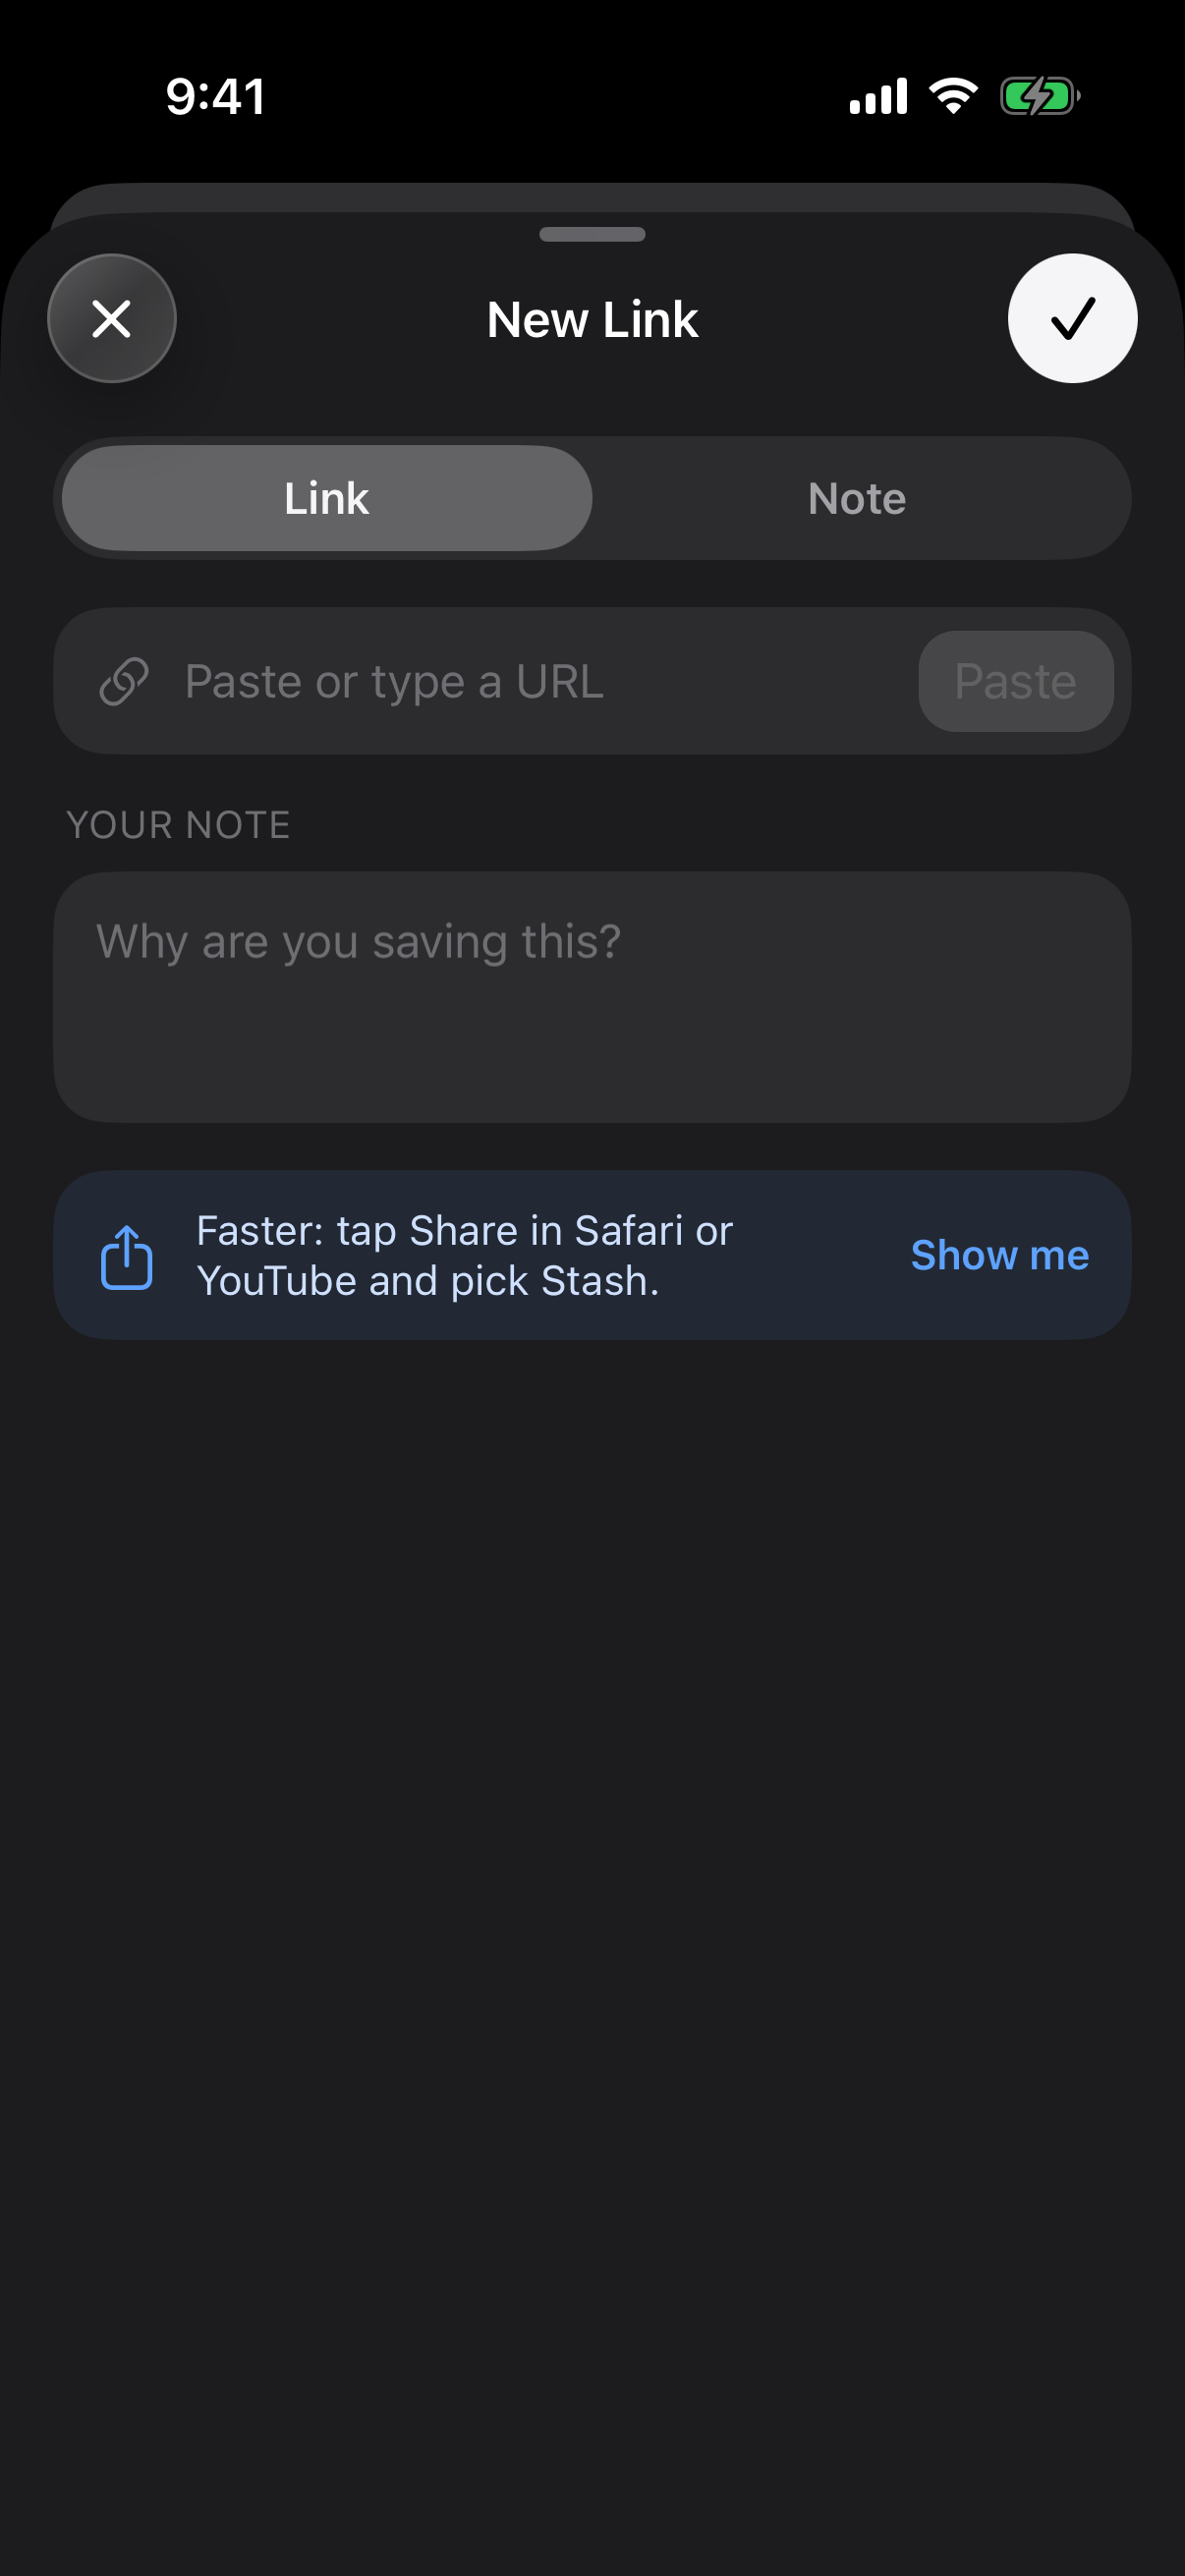 9:41
New Link
Link
Note
Paste or type a URL
Paste
YOUR NOTE
Why are you saving this?
Faster: tap Share in Safari or
YouTube and pick Stash.
Show me